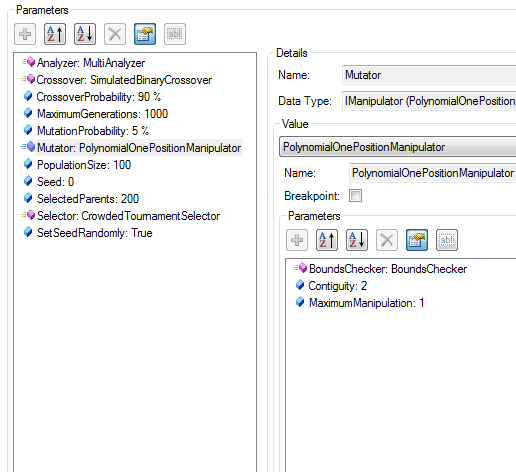 Parameters
Analyzer: MultiAnalyzer
Crossover: SimulatedBinaryCrossover
CrossoverProbability: 90 %
MaximumGenerations: 1000
MutationProbability: 5 %
Mutator: PolynomialOnePositionManipulator
PopulationSize: 100
Seed: 0
SelectedParents: 200
Selector: CrowdedTournamentSelector
SetSeedRandomly: True
Details
Name: Mutator
Data Type: IManipulator (PolynomialOnePosition
Value
PolynomialOnePositionManipulator
Name: PolynomialOnePositionManipulator
Breakpoint:
Parameters
ab
BoundsChecker: BoundsChecker
Contiguity: 2
MaximumManipulation: 1